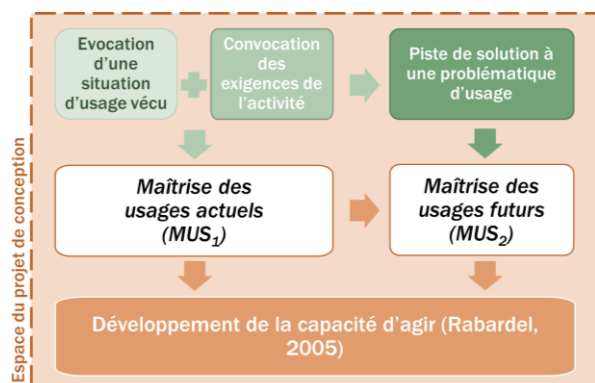 Espace du projet de conception
Evocation
d'une
situation
d'usage vécu
Convocation
des
exigences de
l'activité
Piste de solution à
une problématique
d'usage
Maîtrise des
usages actuels
(MUS₁)
Maîtrise des
usages futurs
(MUS₂)
Développement de la capacité d'agir (Rabardel,
2005)